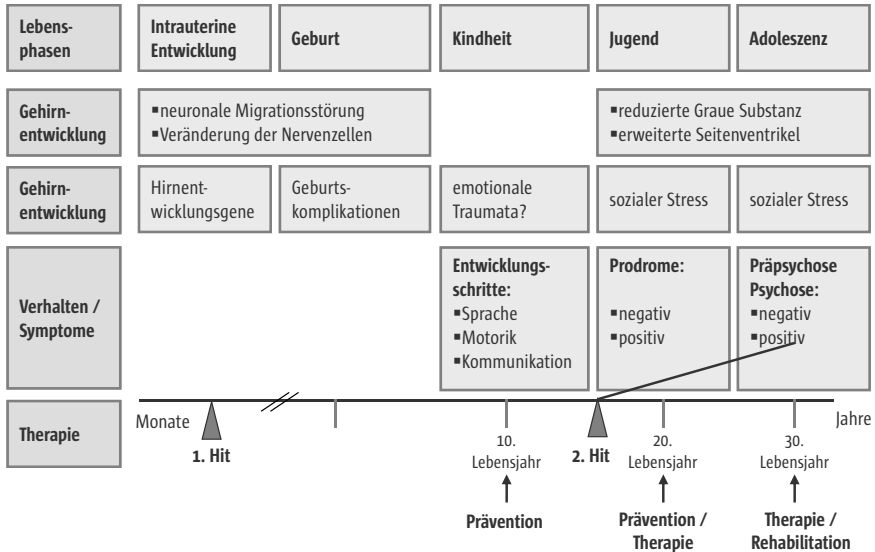 Lebens-
phasen
Intrauterine
Entwicklung
Geburt
Kindheit
Jugend
Adoleszenz
Gehirn-
entwicklung
▪neuronale Migrationsstörung
▪Veränderung der Nervenzellen
▪reduzierte Graue Substanz
▪erweiterte Seitenventrikel
Gehirn-
entwicklung
Hirnent-
wicklungsgene
Geburts-
komplikationen
emotionale
Traumata?
sozialer Stress
sozialer Stress
Verhalten /
Symptome
Entwicklungs-
schritte:
▪Sprache
▪Motorik
▪Kommunikation
Prodrome:
▪negativ
▪positiv
Präpsychose
Psychose:
▪negativ
▪positiv
Therapie
Monate
Jahre
1. Hit
10.
Lebensjahr
2. Hit
20.
Lebensjahr
30.
Lebensjahr
Prävention
Prävention /
Therapie
Therapie /
Rehabilitation